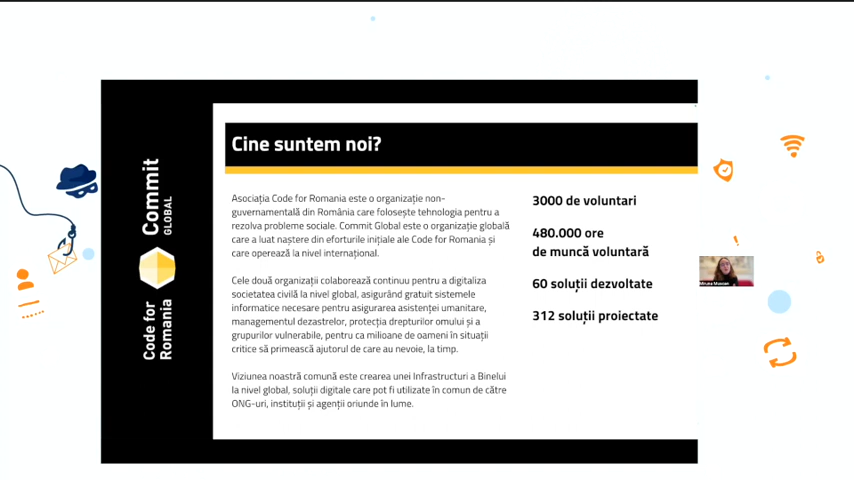 Cine suntem noi?
Asociația Code for Romania este o organizație non-
guvernamentală din România care folosește tehnologia pentru a
rezolva probleme sociale. Commit Global este o organizație globală
care a luat naștere din eforturile inițiale ale Code for Romania și
care operează la nivel internațional.
Cele două organizații colaborează continuu pentru a digitaliza
societatea civilă la nivel global, asigurând gratuit sistemele
informatice necesare pentru asigurarea asistenței umanitare,
managementul dezastrelor, protecția drepturilor omului și a
grupurilor vulnerabile, pentru ca milioane de oameni în situații
critice să primească ajutorul de care au nevoie, la timp.
Viziunea noastră comună este crearea unei Infrastructuri a Binelui
la nivel global, soluții digitale care pot fi utilizate în comun de către
ONG-uri, instituții și agenții oriunde în lume.
3000 de voluntari
480.000 ore
de muncă voluntară
60 soluții dezvoltate
312 soluții proiectate
Commit
GLOBAL
Code for
Romania